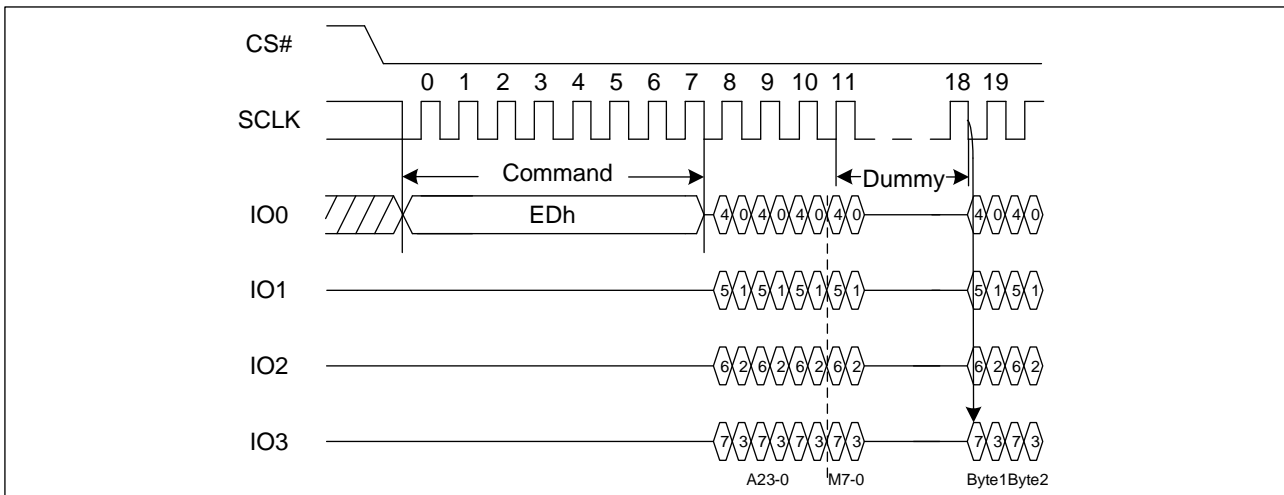 CS#
0 1 2 3 4 5 6 7 8 9 10 11 18 19
SCLK
Command
Dummy
IO0 EDh 4 0 4 0 4 0 4 0 4 0 4 0
IO1 5 1 5 1 5 1 5 1 5 1 5 1
IO2 6 2 6 2 6 2 6 2 6 2 6 2
IO3 7 3 7 3 7 3 7 3 7 3 7 3
A23-0 M7-0 Byte1 Byte2